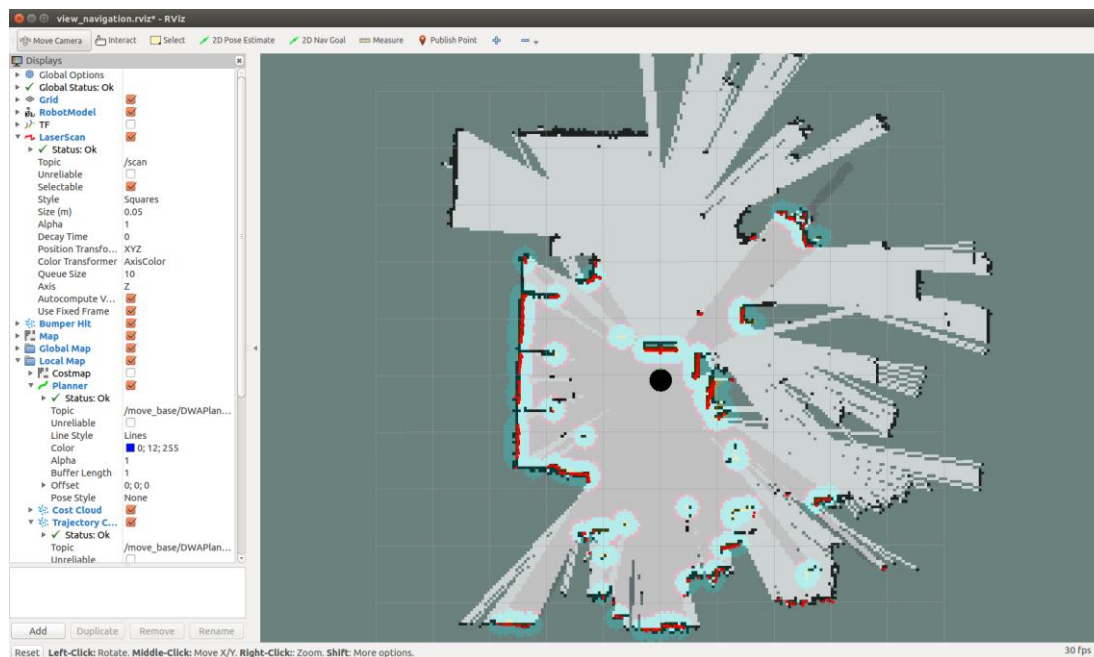 view_navigation.rviz* - RViz
Move Camera Interact Select 2D Pose Estimate 2D Nav Goal Measure Publish Point
Displays
Global Options
Global Status: Ok
Grid
RobotModel
TF
LaserScan
Status: Ok
Topic /scan
Unreliable
Selectable
Style Squares
Size (m) 0.05
Alpha 1
Decay Time 0
Position Transfo... XYZ
Color Transformer AxisColor
Queue Size 10
Axis Z
Autocompute V...
Use Fixed Frame
Bumper Hit
Map
Global Map
Local Map
Costmap
Planner
Status: Ok
Topic /move_base/DWAPlan...
Unreliable
Line Style Lines
Color 0; 12; 255
Alpha 1
Buffer Length 1
Offset 0; 0; 0
Pose Style None
Cost Cloud
Trajectory C...
Status: Ok
Topic /move_base/DWAPlan...
Unreliable
Add Duplicate Remove Rename
Reset Left-Click: Rotate. Middle-Click: Move X/Y. Right-Click:: Zoom. Shift: More options. 30 fps